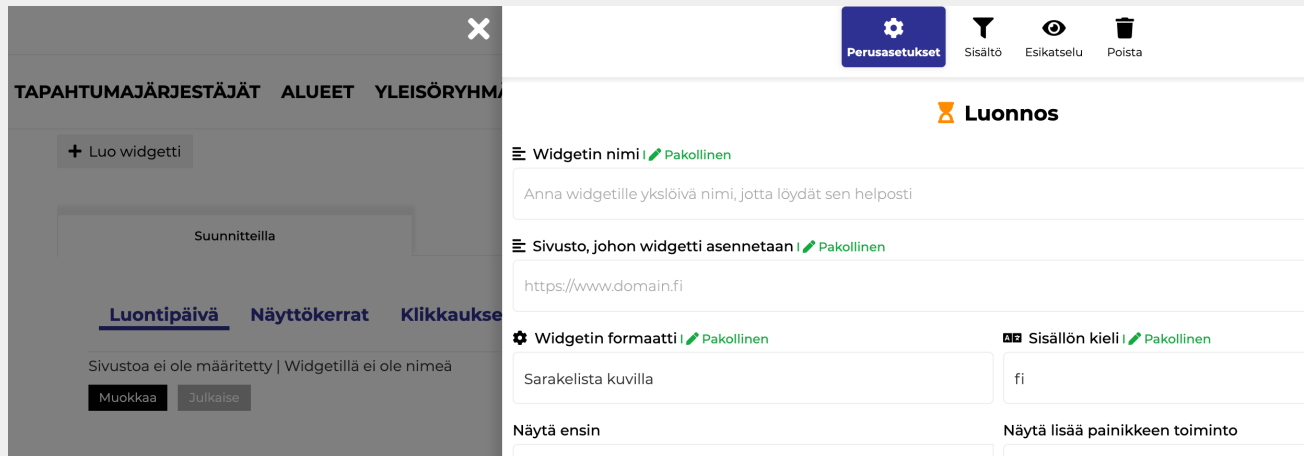 Perusasetukset Sisältö Esikatselu Poista
TAPAHTUMAJÄRJESTÄJÄT ALUEET YLEISÖRYHMÄ
Luo widgetti
Suunnitteilla
Luontipäivä Näyttökerrat Klikkaukse
Sivustoa ei ole määritetty | Widgetillä ei ole nimeä
Muokkaa Julkaise
Luonnos
Widgetin nimi | Pakollinen
Anna widgetille ykslöivä nimi, jotta löydät sen helposti
Sivusto, johon widgetti asennetaan | Pakollinen
https://www.domain.fi
Widgetin formaatti | Pakollinen
Sarakelista kuvilla
Sisällön kieli | Pakollinen
fi
Näytä ensin
Näytä lisää painikkeen toiminto